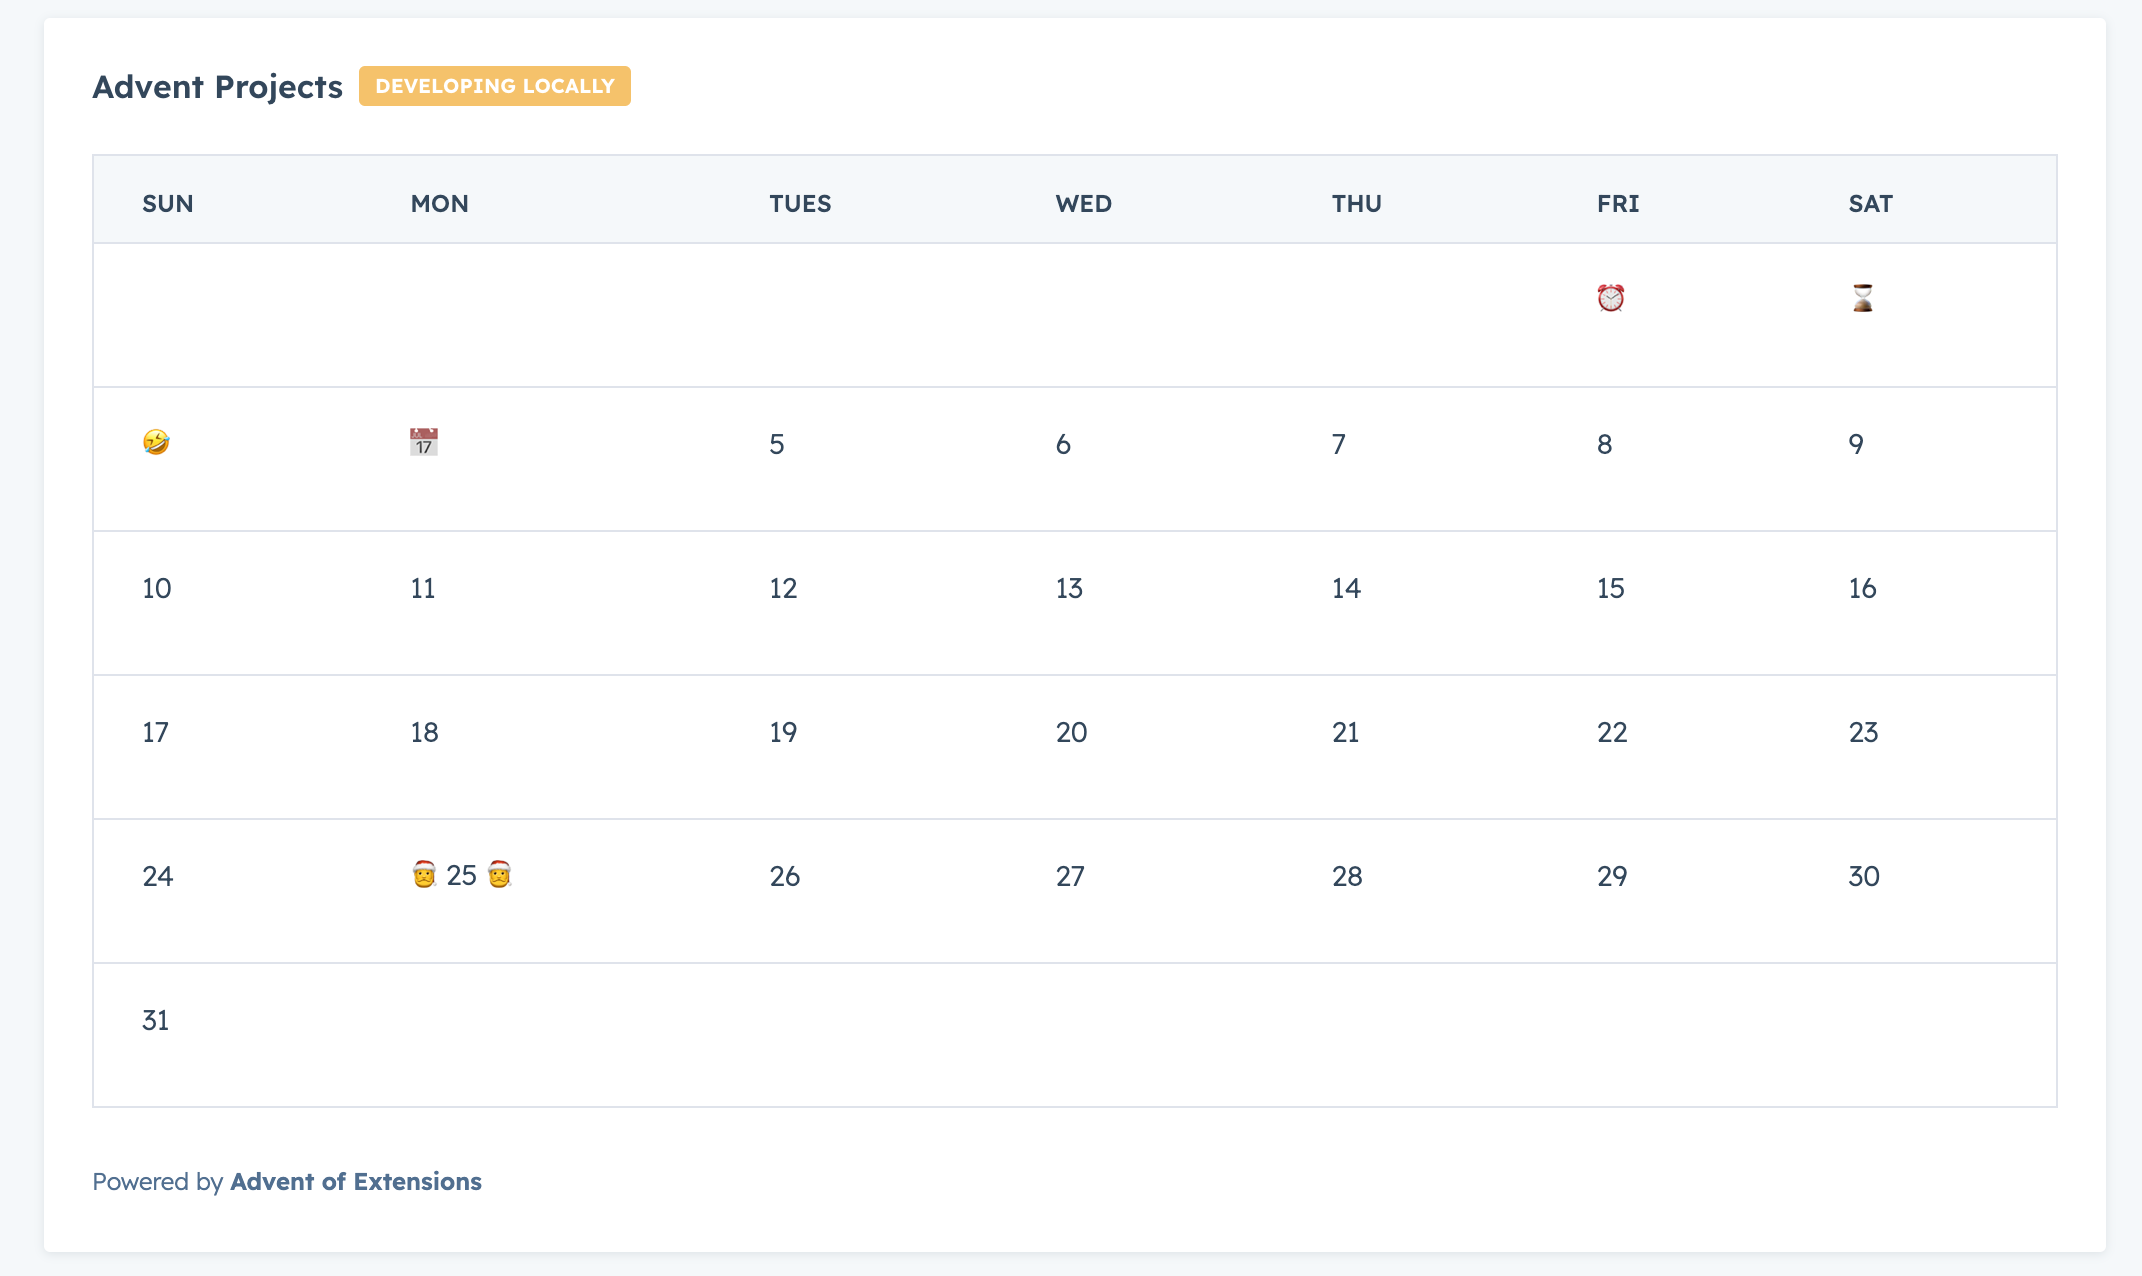 Advent Projects DEVELOPING LOCALLY
SUN MON TUES WED THU FRI SAT
⏰ ⌛
🤣 📅 5 6 7 8 9
10 11 12 13 14 15 16
17 18 19 20 21 22 23
24 🎅 25 🎅 26 27 28 29 30
31
Powered by Advent of Extensions